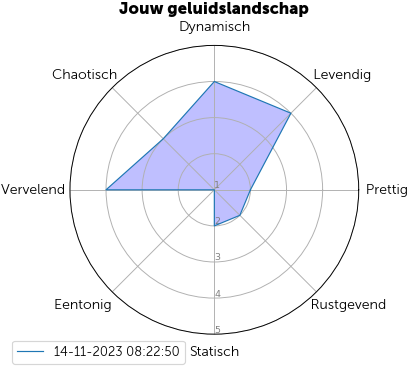 Jouw geluidslandschap
Dynamisch
Chaotisch
Levendig
Vervelend
1
Prettig
2
3
Eentonig
4
Rustgevend
5
14-11-2023 08:22:50
Statisch